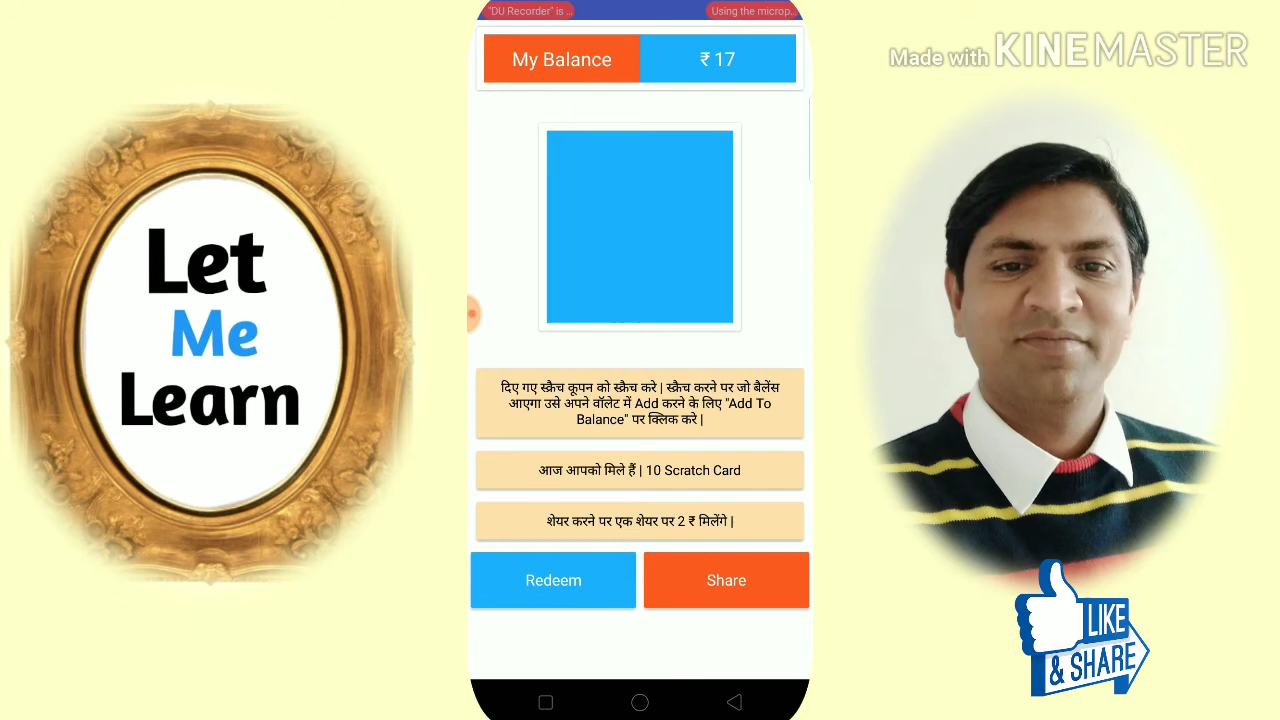 "DU Recorder" is ...
Using the microp...
My Balance
₹ 17
Made with KINEMASTER
Let
Me
Learn
दिए गए स्क्रैच कूपन को स्क्रैच करे | स्क्रैच करने पर जो बैलेंस
आएगा उसे अपने वॉलेट में Add करने के लिए "Add To
Balance" पर क्लिक करे |
आज आपको मिले हैं | 10 Scratch Card
शेयर करने पर एक शेयर पर 2 ₹ मिलेंगे |
Redeem
Share
LIKE
& SHARE